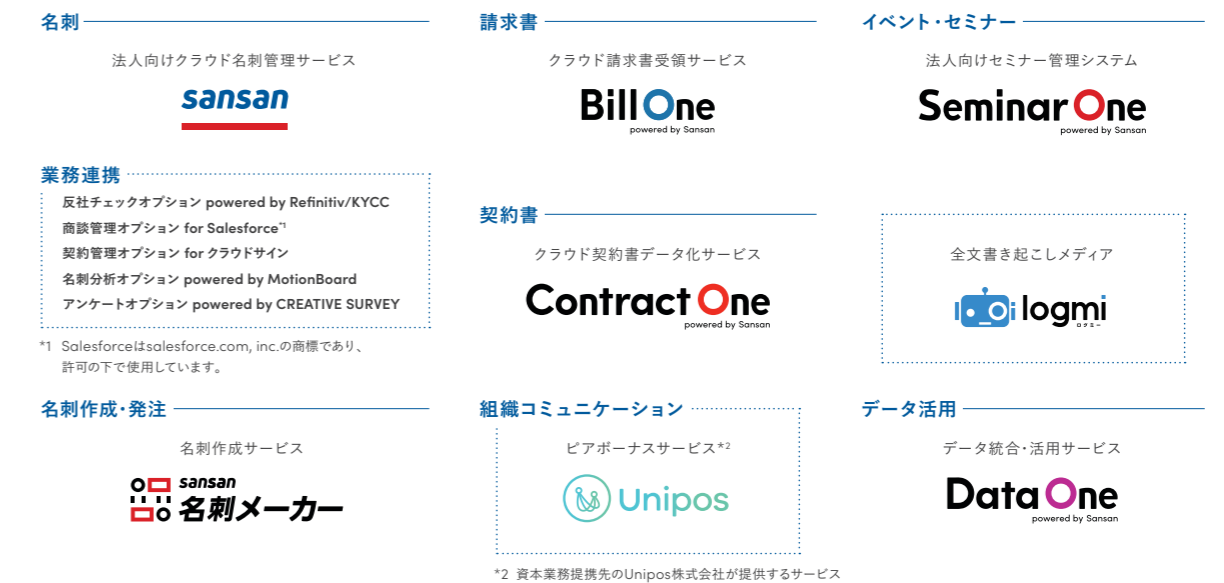 名刺
法人向けクラウド名刺管理サービス
sansan
業務連携
反社チェックオプション powered by Refinitiv/KYCC
商談管理オプション for Salesforce*1
契約管理オプション for クラウドサイン
名刺分析オプション powered by MotionBoard
アンケートオプション powered by CREATIVE SURVEY
*1 Salesforceはsalesforce.com, inc.の商標であり、
許可の下で使用しています。
名刺作成・発注
名刺作成サービス
sansan
名刺メーカー
請求書
クラウド請求書受領サービス
Bill One
powered by Sansan
契約書
クラウド契約書データ化サービス
Contract One
powered by Sansan
組織コミュニケーション
ピアボーナスサービス*2
Unipos
*2 資本業務提携先のUnipos株式会社が提供するサービス
イベント・セミナー
法人向けセミナー管理システム
Seminar One
powered by Sansan
全文書き起こしメディア
logmi
ログミー
データ活用
データ統合・活用サービス
Data One
powered by Sansan